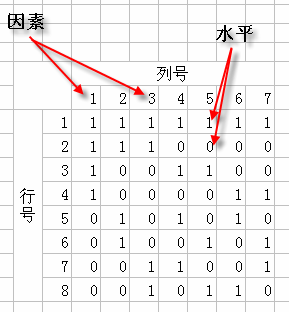 因素
水平
列号
1 2 3 4 5 6 7
行号
1 1 1 1 1 1 1 1
2 1 1 1 0 0 0 0
3 1 0 0 1 1 0 0
4 1 0 0 0 0 1 1
5 0 1 0 1 0 1 0
6 0 1 0 0 1 0 1
7 0 0 1 1 0 0 1
8 0 0 1 0 1 1 0